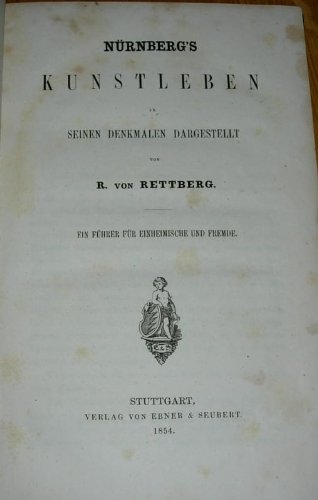 NÜRNBERG'S
KUNSTLEBEN
IN
SEINEN DENKMALEN DARGESTELLT
VON
R. VON RETTBERG.
EIN FÜHRER FÜR EINHEIMISCHE UND FREMDE.
E & S
STUTTGART,
VERLAG VON EBNER & SEUBERT.
1854.